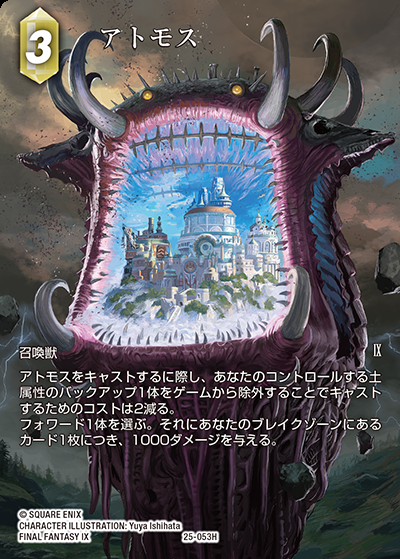 3
アトモス
召喚獣
Ⅸ
アトモスをキャストするに際し、あなたのコントロールする土
属性のバックアップ1体をゲームから除外することでキャスト
するためのコストは2減る。
フォワード1体を選ぶ。それにあなたのブレイクゾーンにある
カード1枚につき、1000ダメージを与える。
© SQUARE ENIX
CHARACTER ILLUSTRATION: Yuya Ishihata
FINAL FANTASY Ⅸ
25-053H